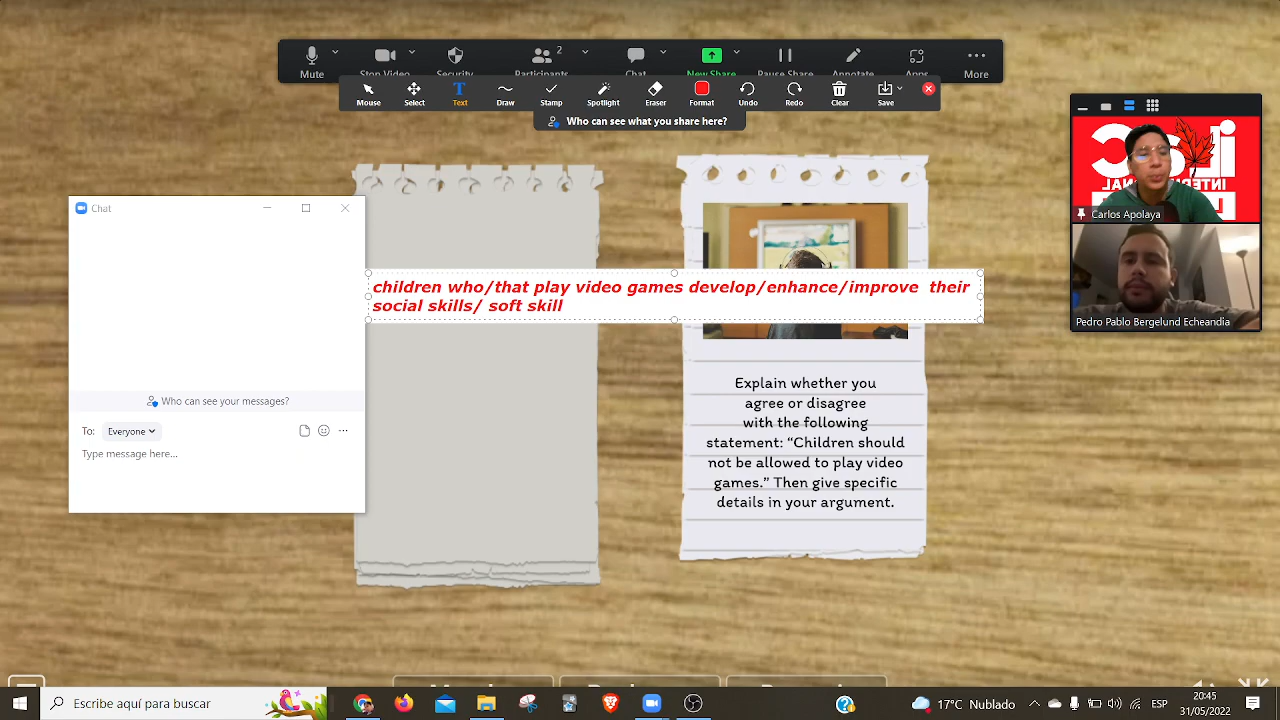 Mute
Stop Video
Security
Participants
2
Chat
New Share
Pause Share
Annotate
Apps
More
Mouse
Select
Text
Draw
Stamp
Spotlight
Eraser
Format
Undo
Redo
Clear
Save
Who can see what you share here?
Chat
children who/that play video games develop/enhance/improve their
social skills/ soft skill
Who can see your messages?
To: Everyone
Type message here...
Explain whether you
agree or disagree
with the following
statement: “Children should
not be allowed to play video
games.” Then give specific
details in your argument.
Carlos Apolaya
Pedro Pablo Bergelund Echeandia
Escribe aquí para buscar
17°C Nublado
ESP
20:45
31/05/2022